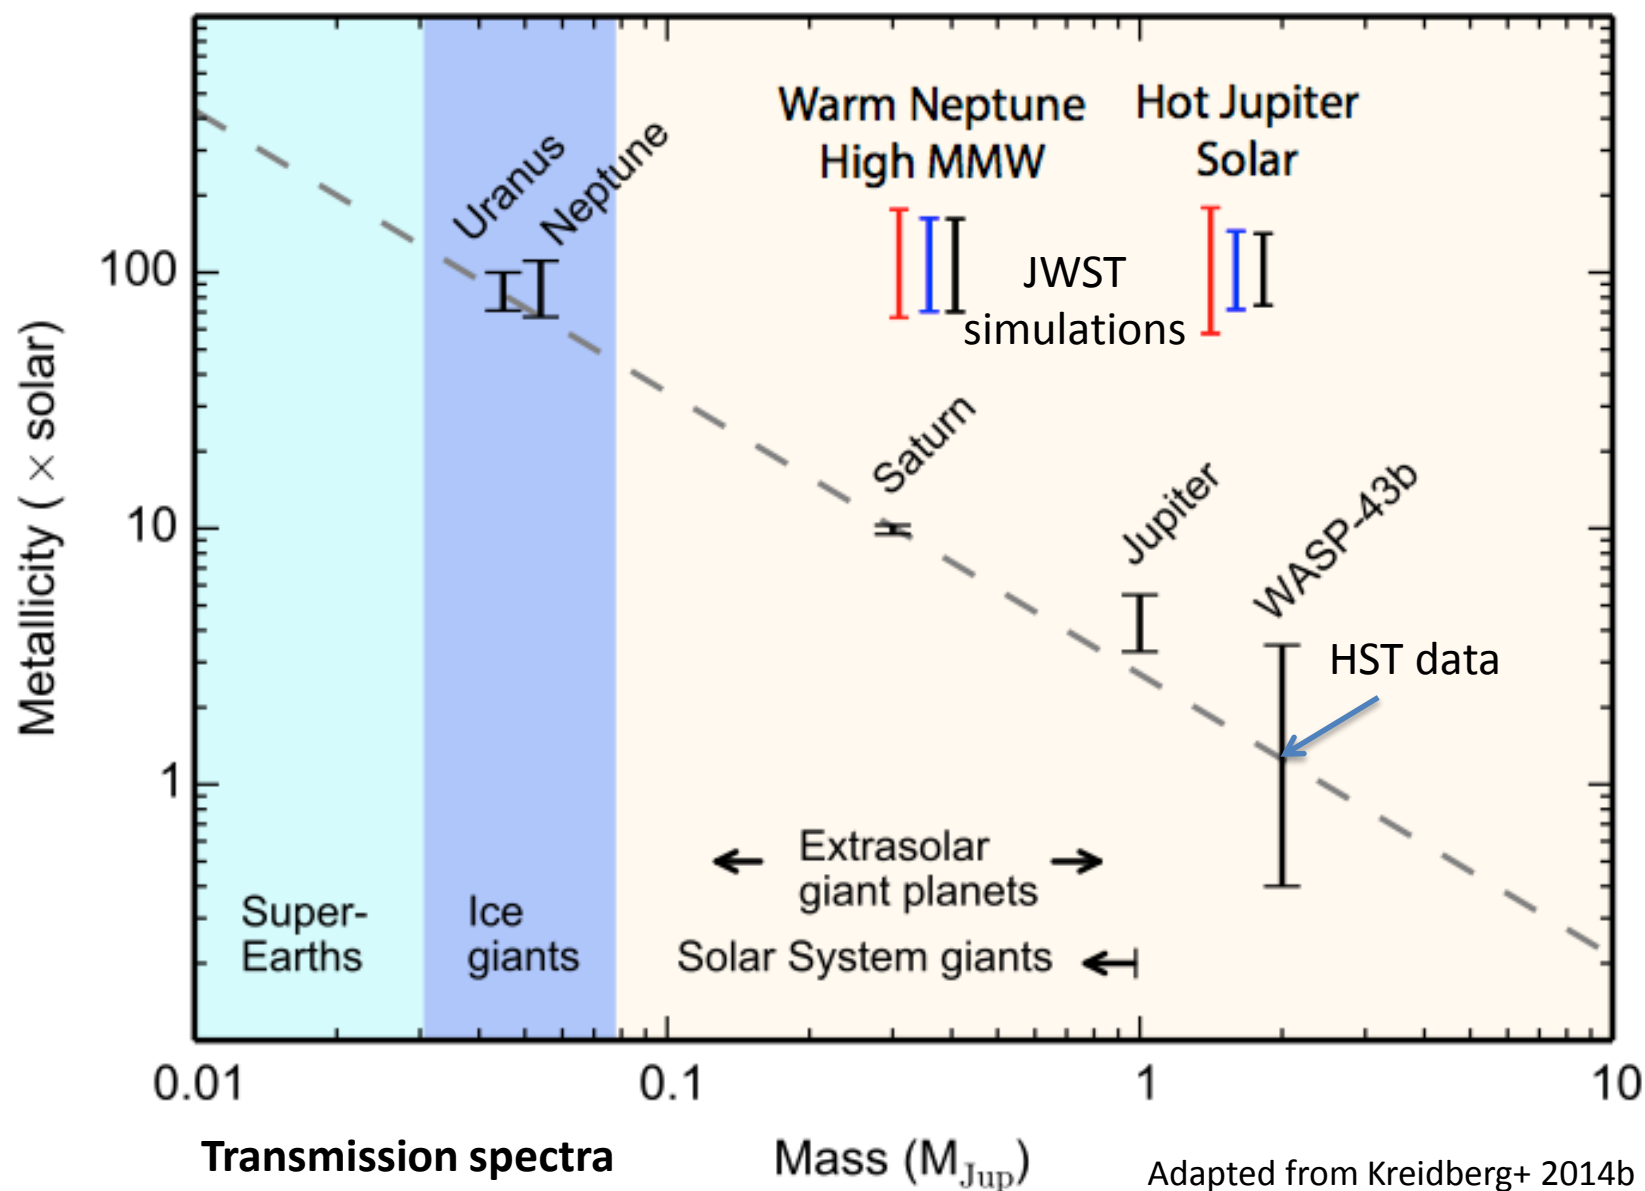 Warm Neptune
High MMW
Hot Jupiter
Solar
Uranus
Neptune
JWST
simulations
Saturn
Jupiter
WASP-43b
HST data
Extrasolar
giant planets
Solar System giants
Super-
Earths
Ice
giants
Metallicity ( × solar)
100
10
1
0.01
0.1
1
10
Transmission spectra
Mass (M_Jup)
Adapted from Kreidberg+ 2014b